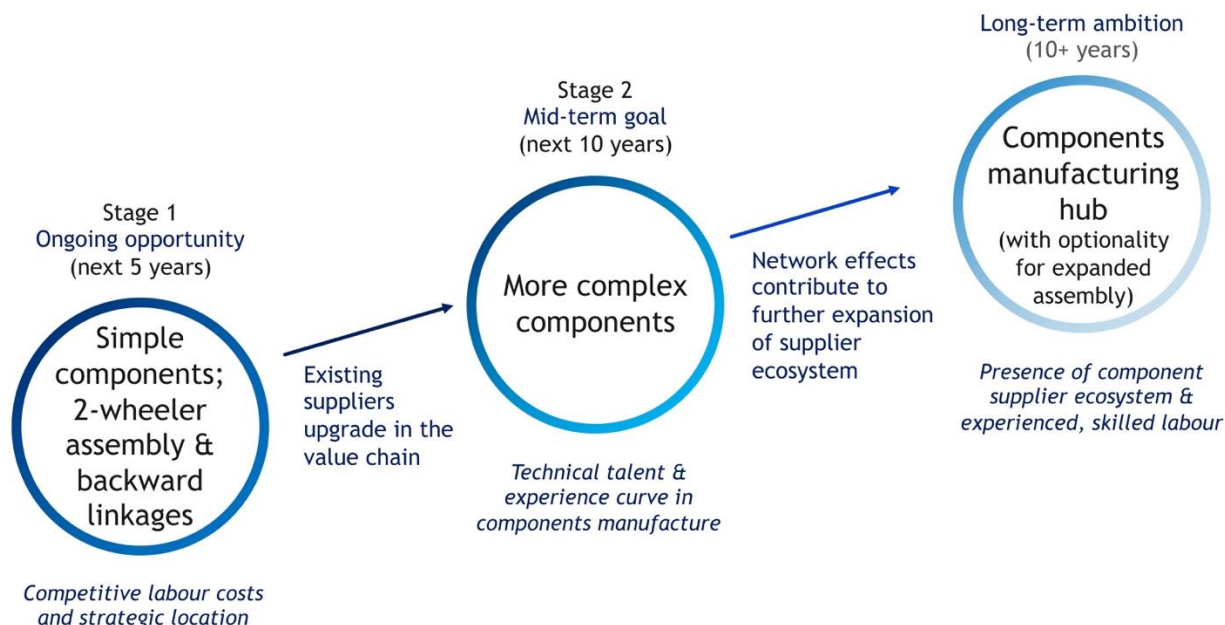 Stage 1
Ongoing opportunity
(next 5 years)
Simple
components;
2-wheeler
assembly &
backward
linkages
Competitive labour costs
and strategic location
Existing
suppliers
upgrade in the
value chain
Stage 2
Mid-term goal
(next 10 years)
More complex
components
Technical talent &
experience curve in
components manufacture
Network effects
contribute to
further expansion
of supplier
ecosystem
Long-term ambition
(10+ years)
Components
manufacturing
hub
(with optionality
for expanded
assembly)
Presence of component
supplier ecosystem &
experienced, skilled labour